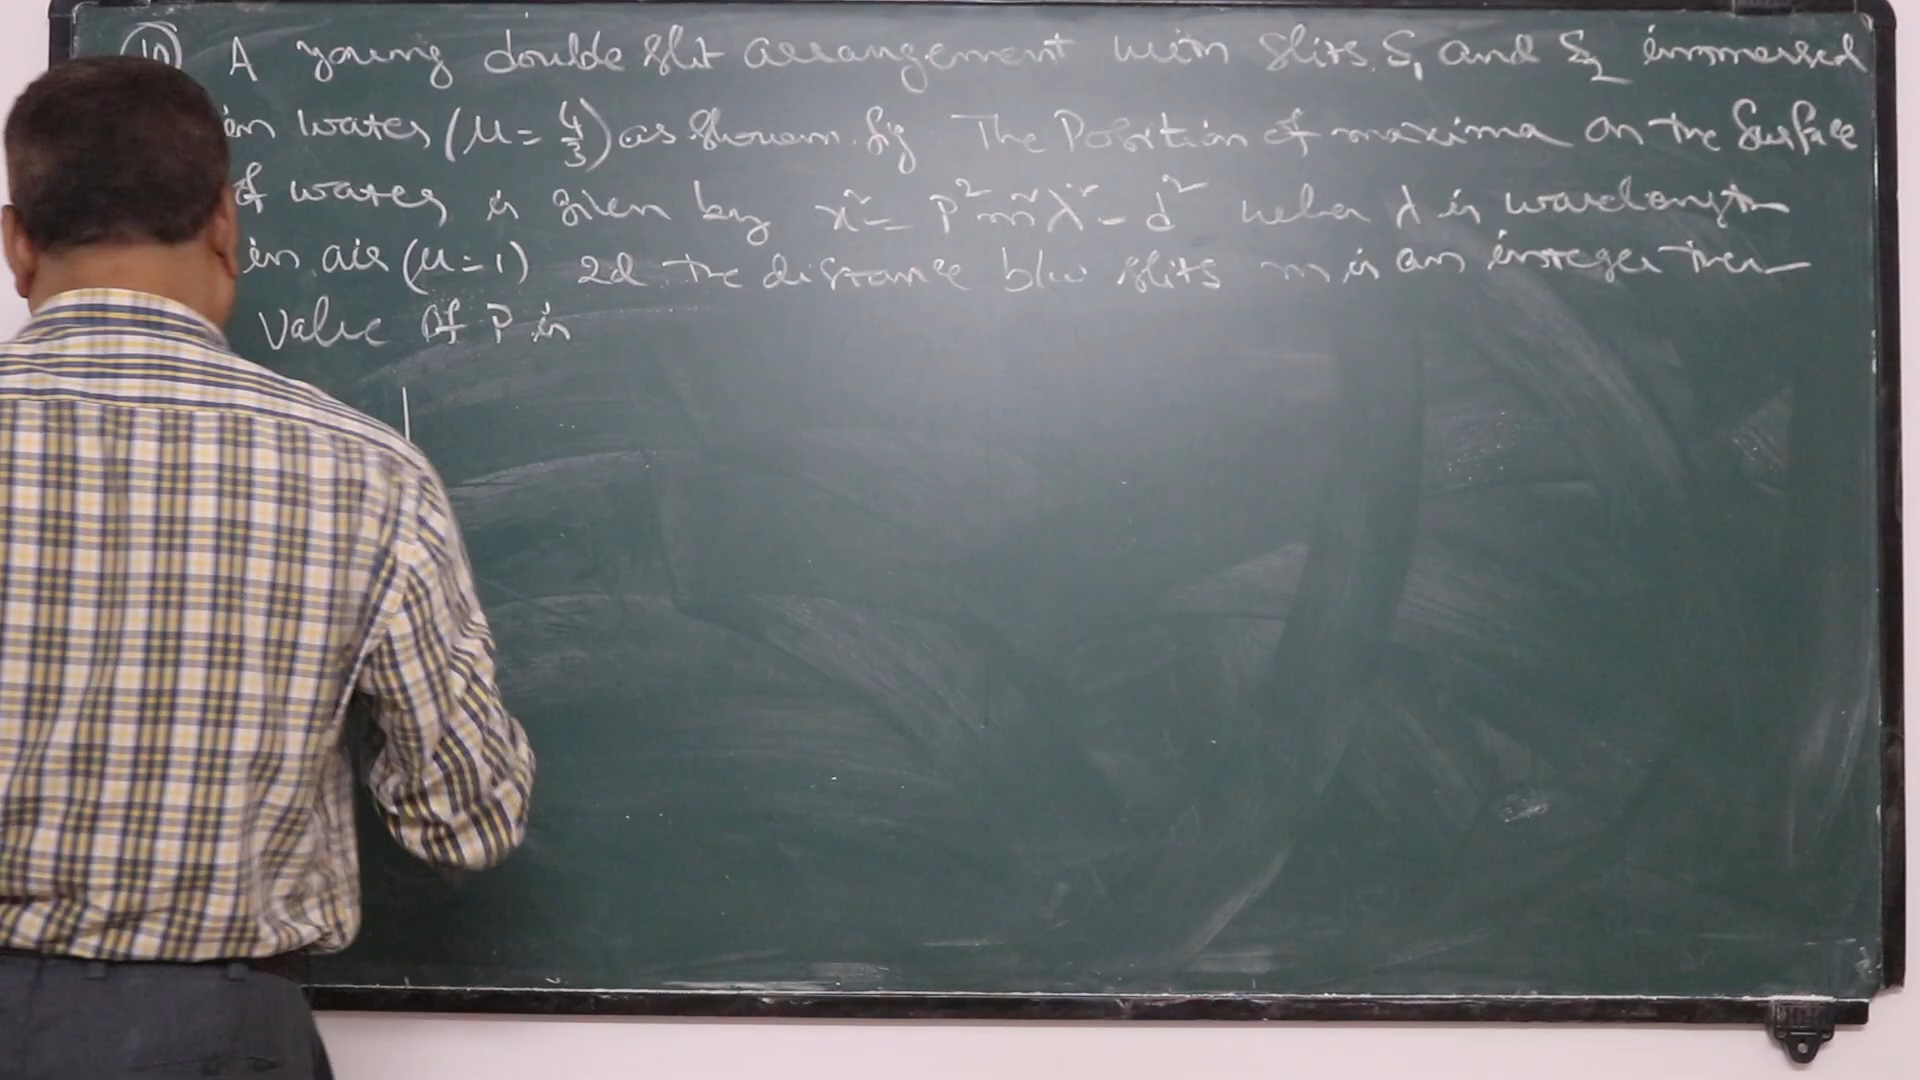 10 A young double slit arrangement with slits S₁ and S₂ immersed
in water (μ = 4/3) as shown. fig The Position of maxima on the Surface
of water is given by x² = P²m²λ² - d² where λ is wavelength
in air (μ = 1) 2d the distance b/w slits m is an integer then
Value of P is